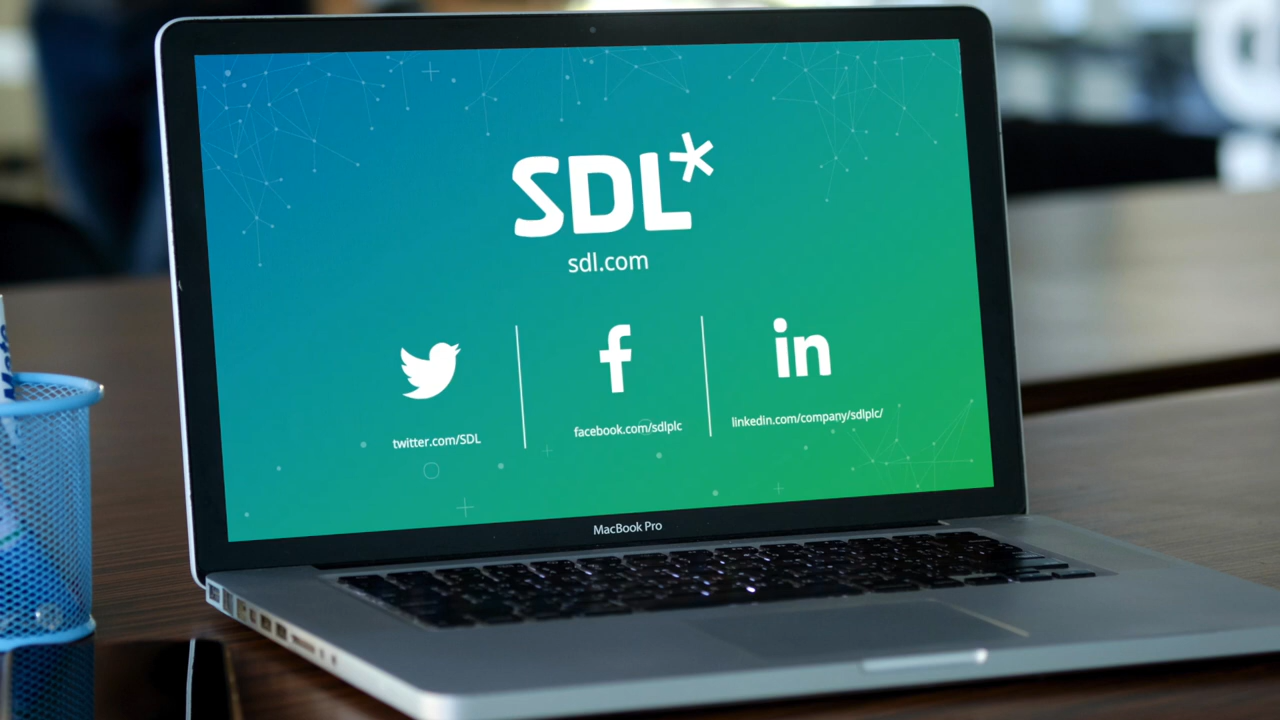 SDL*
sdl.com
twitter.com/SDL
facebook.com/sdlplc
linkedin.com/company/sdlplc/
MacBook Pro